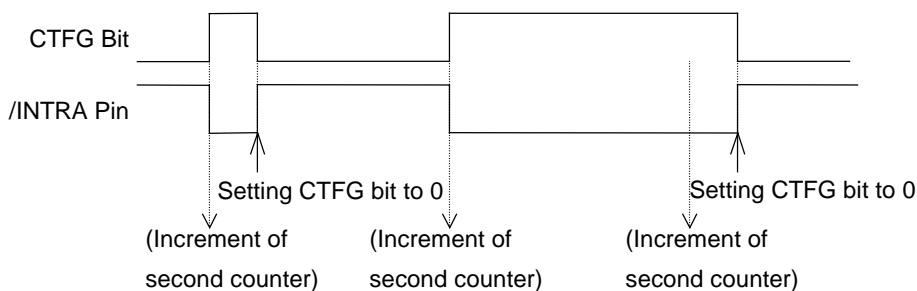 CTFG Bit
/INTRA Pin
Setting CTFG bit to 0
Setting CTFG bit to 0
(Increment of
second counter)
(Increment of
second counter)
(Increment of
second counter)